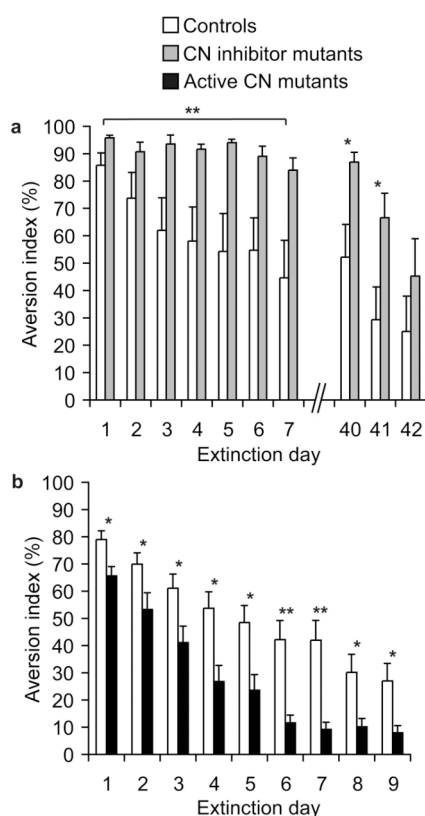 Controls
CN inhibitor mutants
Active CN mutants
a
**
100
90
80
70
60
50
40
30
20
10
0
Aversion index (%)
*
*
1 2 3 4 5 6 7 40 41 42
Extinction day
b
100
90
80
70
60
50
40
30
20
10
0
Aversion index (%)
* * * * * ** ** * *
1 2 3 4 5 6 7 8 9
Extinction day